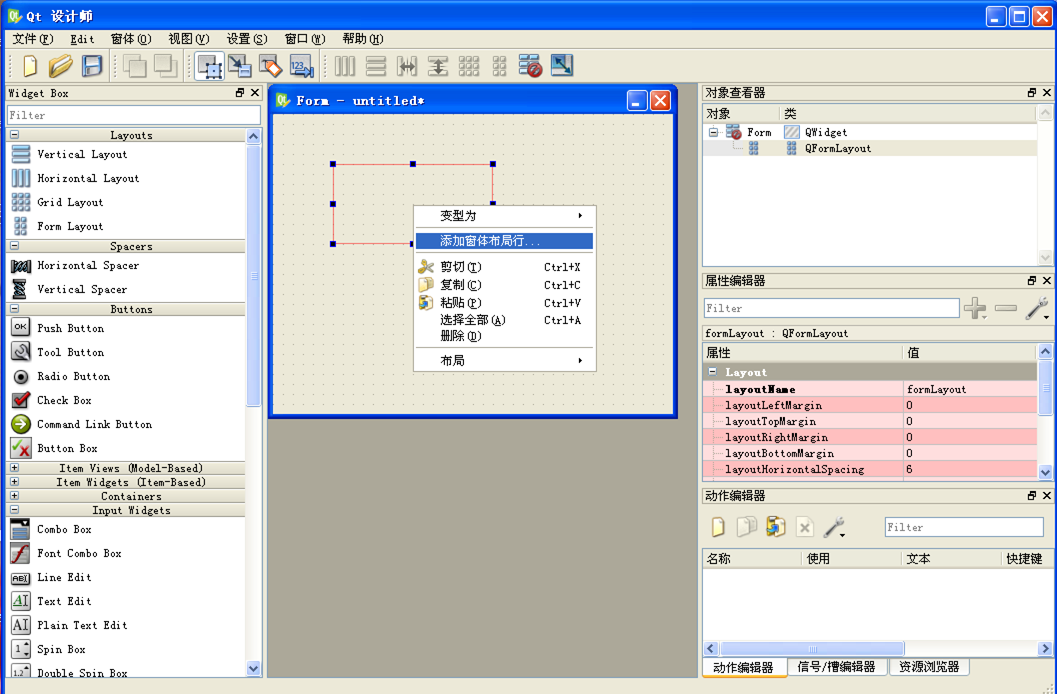 Qt 设计师
文件(F) Edit 窗体(O) 视图(V) 设置(S) 窗口(W) 帮助(H)
Widget Box
Filter
Layouts
Vertical Layout
Horizontal Layout
Grid Layout
Form Layout
Spacers
Horizontal Spacer
Vertical Spacer
Buttons
OK Push Button
Tool Button
Radio Button
Check Box
Command Link Button
Button Box
Item Views (Model-Based)
Item Widgets (Item-Based)
Containers
Input Widgets
Combo Box
Font Combo Box
ABI Line Edit
AI Text Edit
AI Plain Text Edit
1 Spin Box
1.2 Double Spin Box
Form - untitled*
变型为
添加窗体布局行...
剪切(T) Ctrl+X
复制(C) Ctrl+C
粘贴(P) Ctrl+V
选择全部(A) Ctrl+A
删除(D)
布局
对象查看器
对象 类
Form QWidget
QFormLayout
属性编辑器
Filter
formLayout : QFormLayout
属性 值
Layout
layoutName formLayout
layoutLeftMargin 0
layoutTopMargin 0
layoutRightMargin 0
layoutBottomMargin 0
layoutHorizontalSpacing 6
动作编辑器
Filter
名称 使用 文本 快捷键
动作编辑器 信号/槽编辑器 资源浏览器